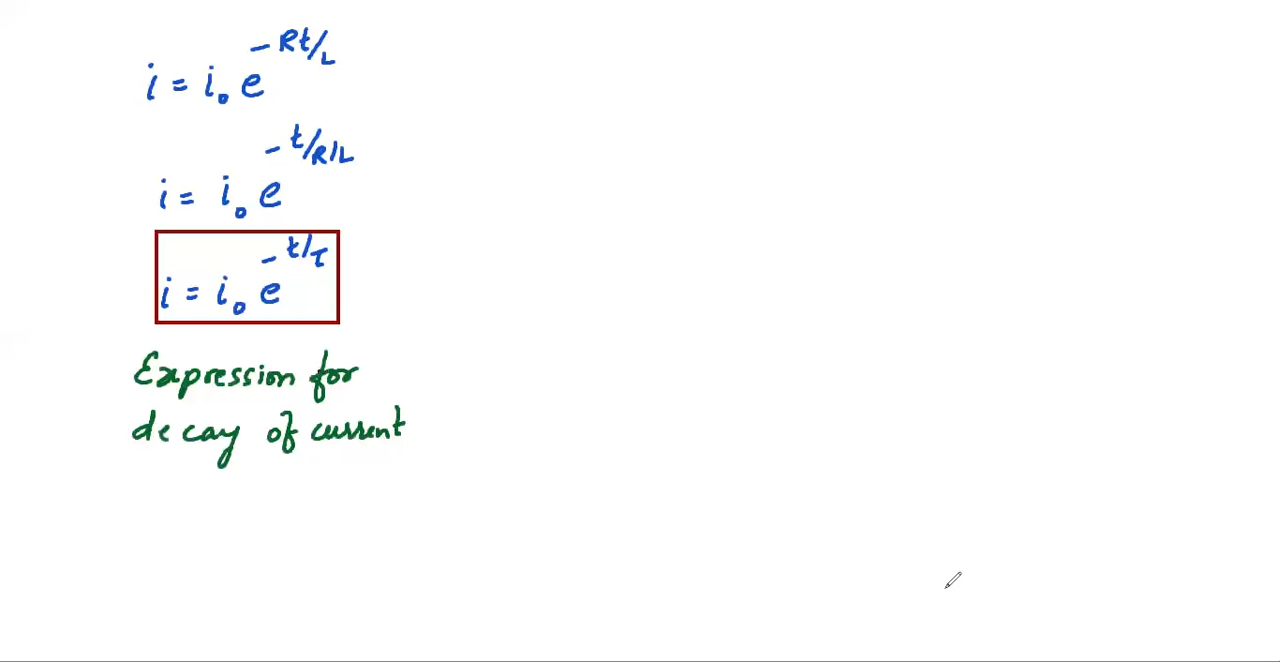 i = i₀ e^{-Rt/L}
i = i₀ e^{-t/R/L}
i = i₀ e^{-t/τ}
Expression for
decay of current